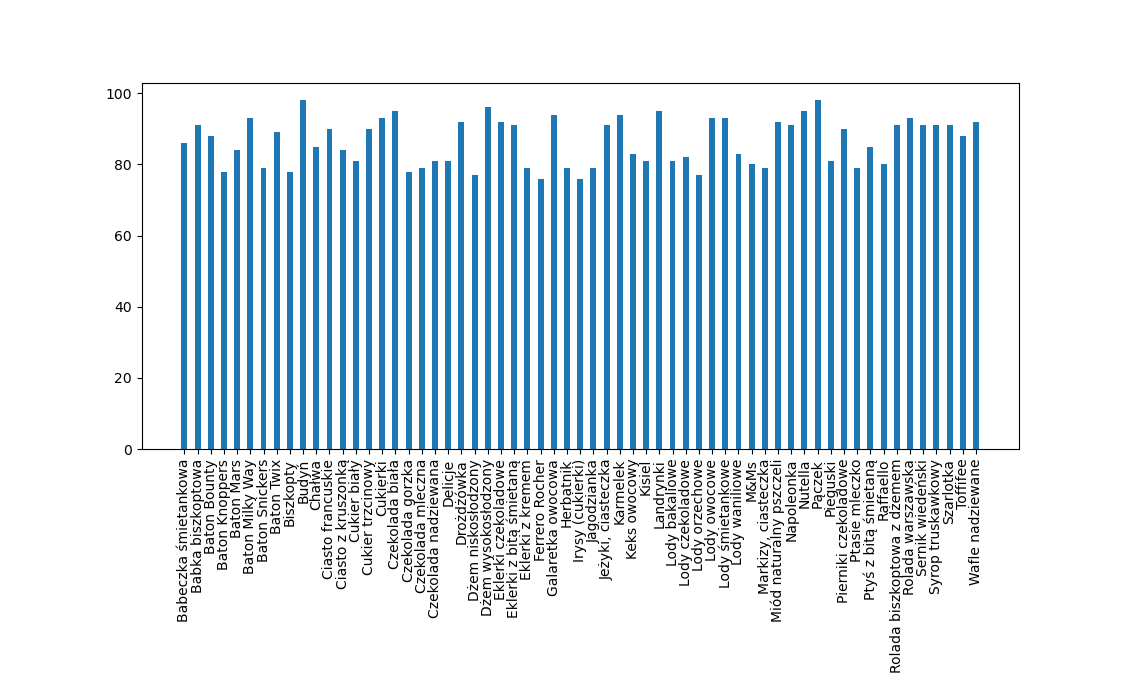 100
80
60
40
20
0
Babeczka śmietankowa
Babka biszkoptowa
Baton Bounty
Baton Knoppers
Baton Mars
Baton Milky Way
Baton Snickers
Baton Twix
Biszkopty
Budyń
Chałwa
Ciasto francuskie
Ciasto z kruszonką
Cukier biały
Cukier trzcinowy
Cukierki
Czekolada biała
Czekolada gorzka
Czekolada mleczna
Czekolada nadziewana
Delicje
Drożdżówka
Dżem niskosłodzony
Dżem wysokosłodzony
Eklerki czekoladowe
Eklerki z bitą śmietaną
Eklerki z kremem
Ferrero Rocher
Galaretka owocowa
Herbatnik
Irysy (cukierki)
Jagodzianka
Jeżyki, ciasteczka
Karmelek
Keks owocowy
Kisiel
Landrynki
Lody bakaliowe
Lody czekoladowe
Lody orzechowe
Lody owocowe
Lody śmietankowe
Lody waniliowe
M&Ms
Markizy, ciasteczka
Miód naturalny pszczeli
Napoleonka
Nutella
Pączek
Pieguski
Pierniki czekoladowe
Ptasie mleczko
Ptyś z bitą śmietaną
Raffaello
Rolada biszkoptowa z dżemem
Rolada warszawska
Sernik wiedeński
Syrop truskawkowy
Szarlotka
Toffifee
Wafle nadziewane